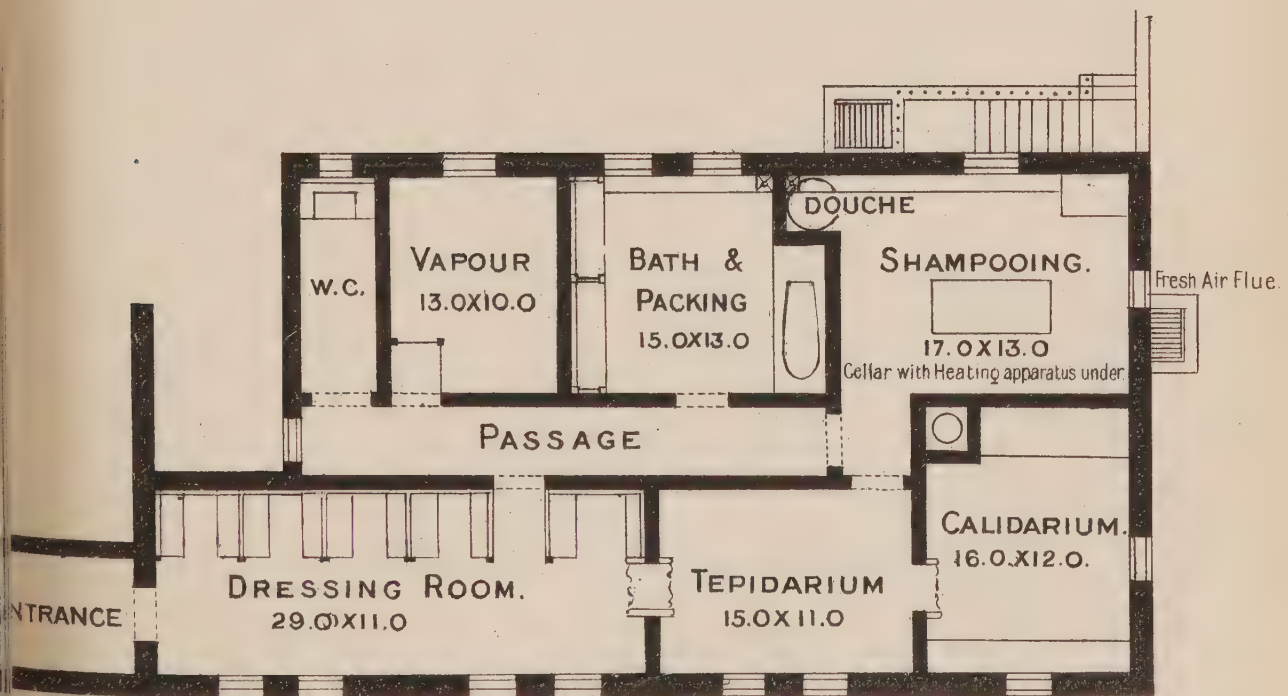 DOUCHE
W.C.
VAPOUR
13.0X10.0
BATH &
PACKING
15.0X13.0
SHAMPOOING.
17.0X13.0
Cellar with Heating apparatus under.
Fresh Air Flue.
PASSAGE
CALIDARIUM.
16.0.X12.0.
NTRANCE
DRESSING ROOM.
29.0X11.0
TEPIDARIUM
15.0X11.0